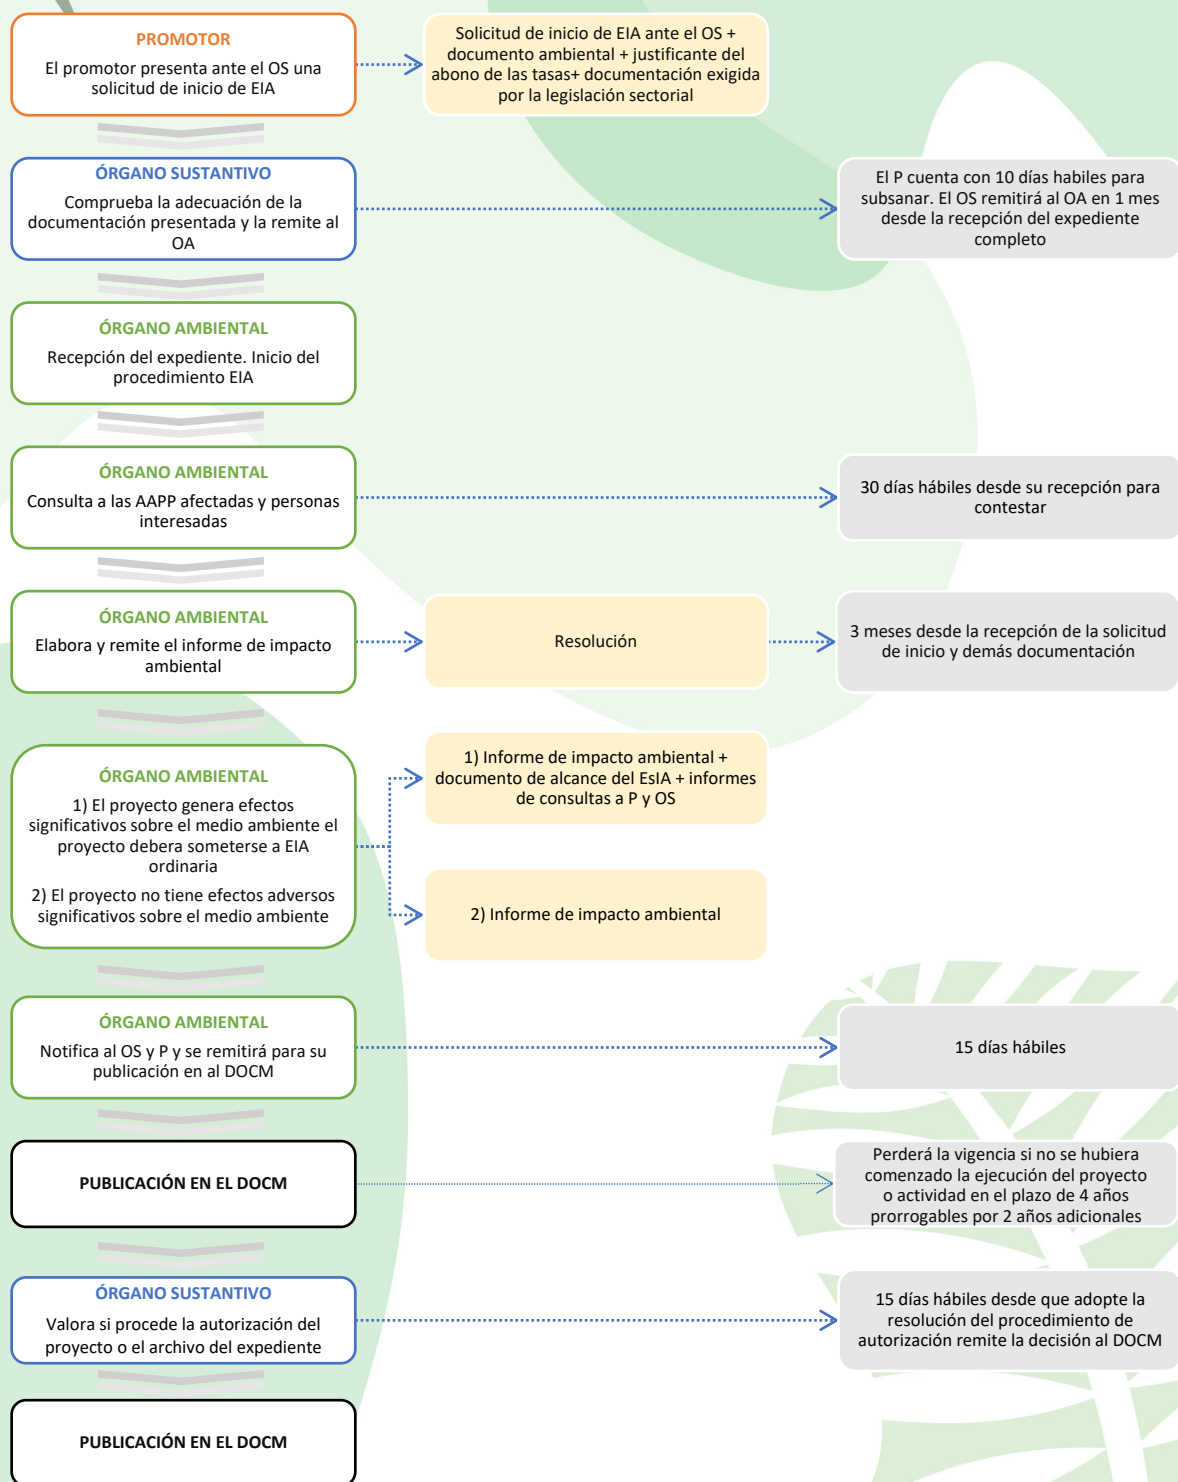 PROMOTOR
El promotor presenta ante el OS una
solicitud de inicio de EIA
Solicitud de inicio de EIA ante el OS +
documento ambiental + justificante del
abono de las tasas+ documentación exigida
por la legislación sectorial
ÓRGANO SUSTANTIVO
Comprueba la adecuación de la
documentación presentada y la remite al
OA
El P cuenta con 10 días habiles para
subsanar. El OS remitirá al OA en 1 mes
desde la recepción del expediente
completo
ÓRGANO AMBIENTAL
Recepción del expediente. Inicio del
procedimiento EIA
ÓRGANO AMBIENTAL
Consulta a las AAPP afectadas y personas
interesadas
30 días hábiles desde su recepción para
contestar
ÓRGANO AMBIENTAL
Elabora y remite el informe de impacto
ambiental
Resolución
3 meses desde la recepción de la solicitud
de inicio y demás documentación
ÓRGANO AMBIENTAL
1) El proyecto genera efectos
significativos sobre el medio ambiente el
proyecto debera someterse a EIA
ordinaria
2) El proyecto no tiene efectos adversos
significativos sobre el medio ambiente
1) Informe de impacto ambiental +
documento de alcance del EsIA + informes
de consultas a P y OS
2) Informe de impacto ambiental
ÓRGANO AMBIENTAL
Notifica al OS y P y se remitirá para su
publicación en al DOCM
15 días hábiles
PUBLICACIÓN EN EL DOCM
Perderá la vigencia si no se hubiera
comenzado la ejecución del proyecto
o actividad en el plazo de 4 años
prorrogables por 2 años adicionales
ÓRGANO SUSTANTIVO
Valora si procede la autorización del
proyecto o el archivo del expediente
15 días hábiles desde que adopte la
resolución del procedimiento de
autorización remite la decisión al DOCM
PUBLICACIÓN EN EL DOCM